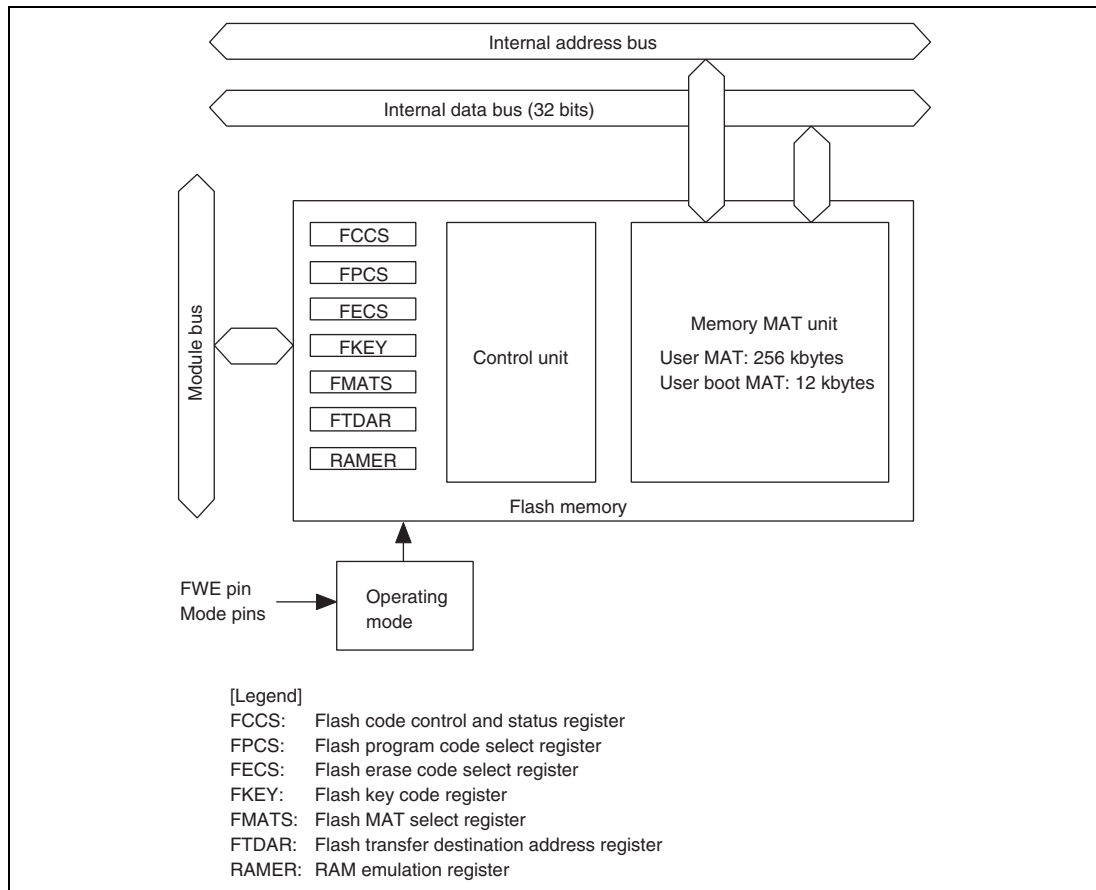 Internal address bus
Internal data bus (32 bits)
Module bus
FCCS
FPCS
FECS
FKEY
FMATS
FTDAR
RAMER
Control unit
Memory MAT unit
User MAT: 256 kbytes
User boot MAT: 12 kbytes
Flash memory
FWE pin
Mode pins
Operating
mode
[Legend]
FCCS: Flash code control and status register
FPCS: Flash program code select register
FECS: Flash erase code select register
FKEY: Flash key code register
FMATS: Flash MAT select register
FTDAR: Flash transfer destination address register
RAMER: RAM emulation register